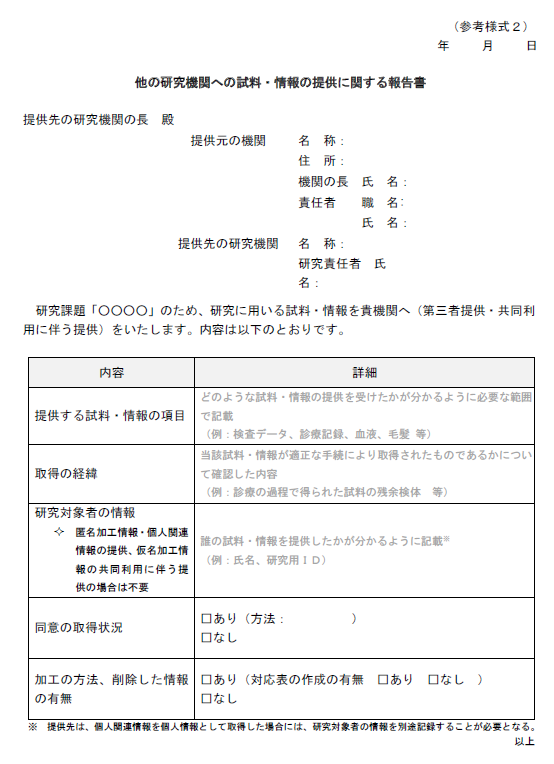 （参考様式２）
年　　月　　日
他の研究機関への試料・情報の提供に関する報告書
提供先の研究機関の長　殿
提供元の機関　名　称：
住　所：
機関の長　氏　名：
責任者　職　名：
氏　名：
提供先の研究機関　名　称：
研究責任者　氏
名：
研究課題「〇〇〇〇」のため、研究に用いる試料・情報を貴機関へ（第三者提供・共同利
用に伴う提供）をいたします。内容は以下のとおりです。
内容　詳細
提供する試料・情報の項目
どのような試料・情報の提供を受けたかが分かるように必要な範囲
で記載
（例：検査データ、診療記録、血液、毛髪 等）
取得の経緯
当該試料・情報が適正な手続により取得されたものであるかについ
て確認した内容
（例：診療の過程で得られた試料の残余検体　等）
研究対象者の情報
✧ 匿名加工情報・個人関連
情報の提供、仮名加工情
報の共同利用に伴う提
供の場合は不要
誰の試料・情報を提供したかが分かるように記載※
（例：氏名、研究用ＩＤ）
同意の取得状況
□あり（方法：　　　　　）
□なし
加工の方法、削除した情報
の有無
□あり（対応表の作成の有無　□あり　□なし　）
□なし
※　提供先は、個人関連情報を個人情報として取得した場合には、研究対象者の情報を別途記録することが必要となる。
以上